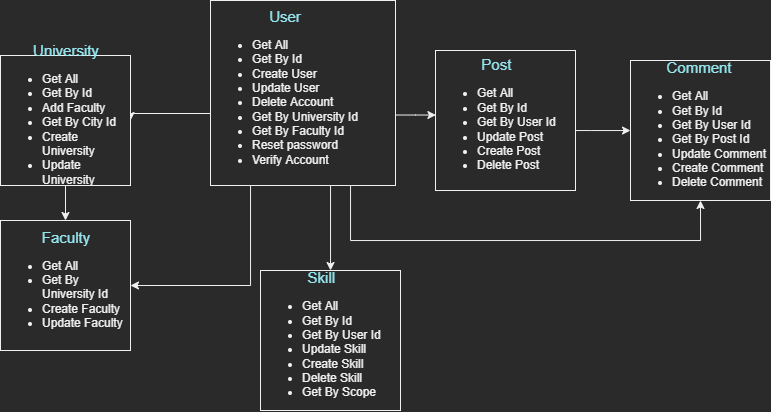 User
• Get All
• Get By Id
• Create User
• Update User
• Delete Account
• Get By University Id
• Get By Faculty Id
• Reset password
• Verify Account
University
• Get All
• Get By Id
• Add Faculty
• Get By City Id
• Create
University
• Update
University
Post
• Get All
• Get By Id
• Get By User Id
• Update Post
• Create Post
• Delete Post
Comment
• Get All
• Get By Id
• Get By User Id
• Get By Post Id
• Update Comment
• Create Comment
• Delete Comment
Faculty
• Get All
• Get By
University Id
• Create Faculty
• Update Faculty
Skill
• Get All
• Get By Id
• Get By User Id
• Update Skill
• Create Skill
• Delete Skill
• Get By Scope